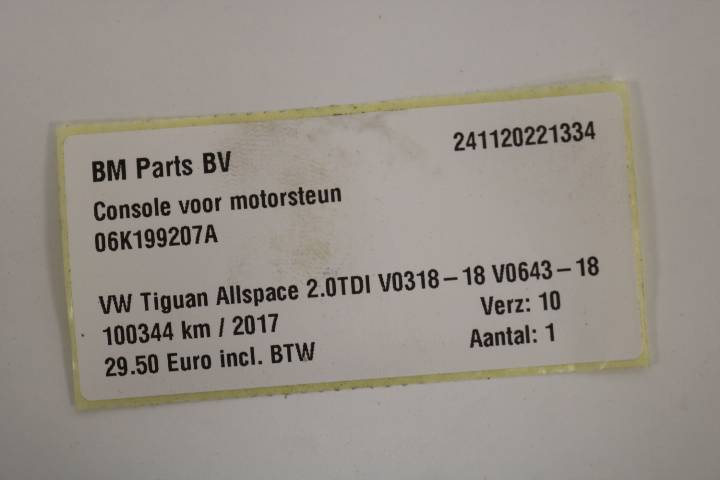 BM Parts BV 241120221334
Console voor motorsteun
06K199207A
VW Tiguan Allspace 2.0TDI V0318-18 V0643-18
100344 km / 2017 Verz: 10
29.50 Euro incl. BTW Aantal: 1